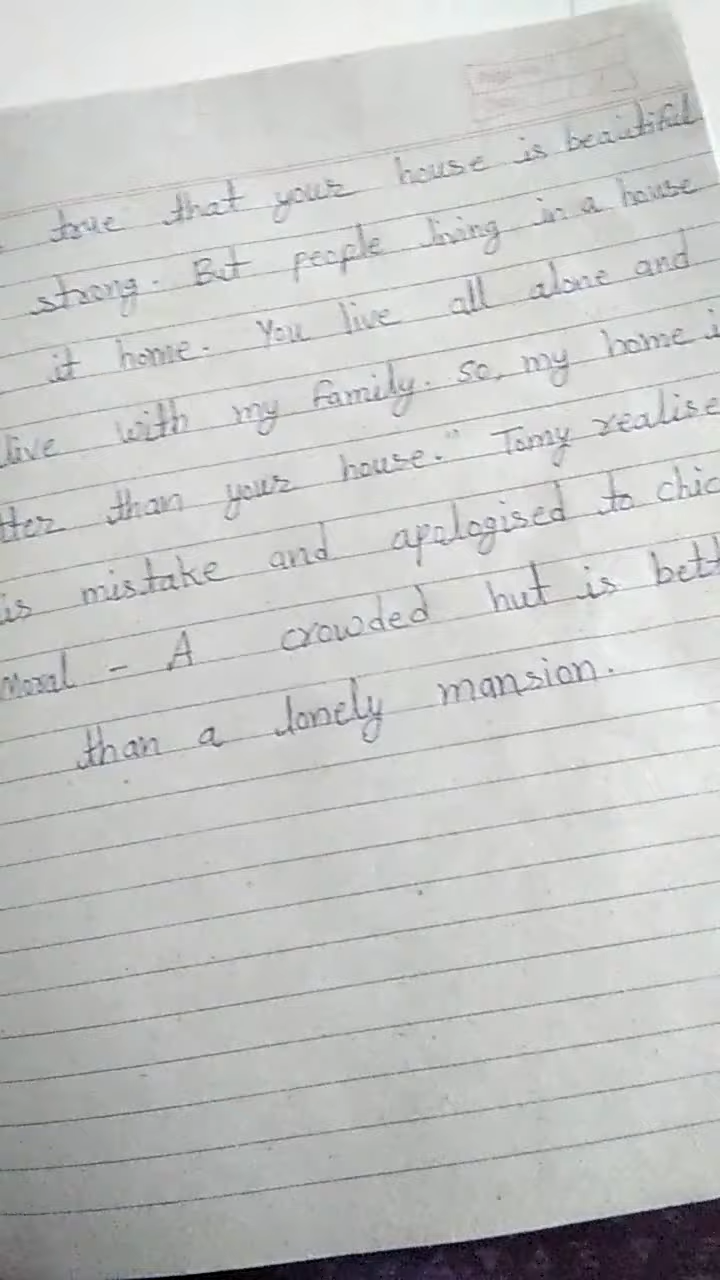 true that your house is beautiful
strong. But people living in a house
it home. You live all alone and
live with my family. So, my home i
tter than your house." Tomy realise
is mistake and apologised to chic
Moral - A crowded hut is bett
than a lonely mansion.